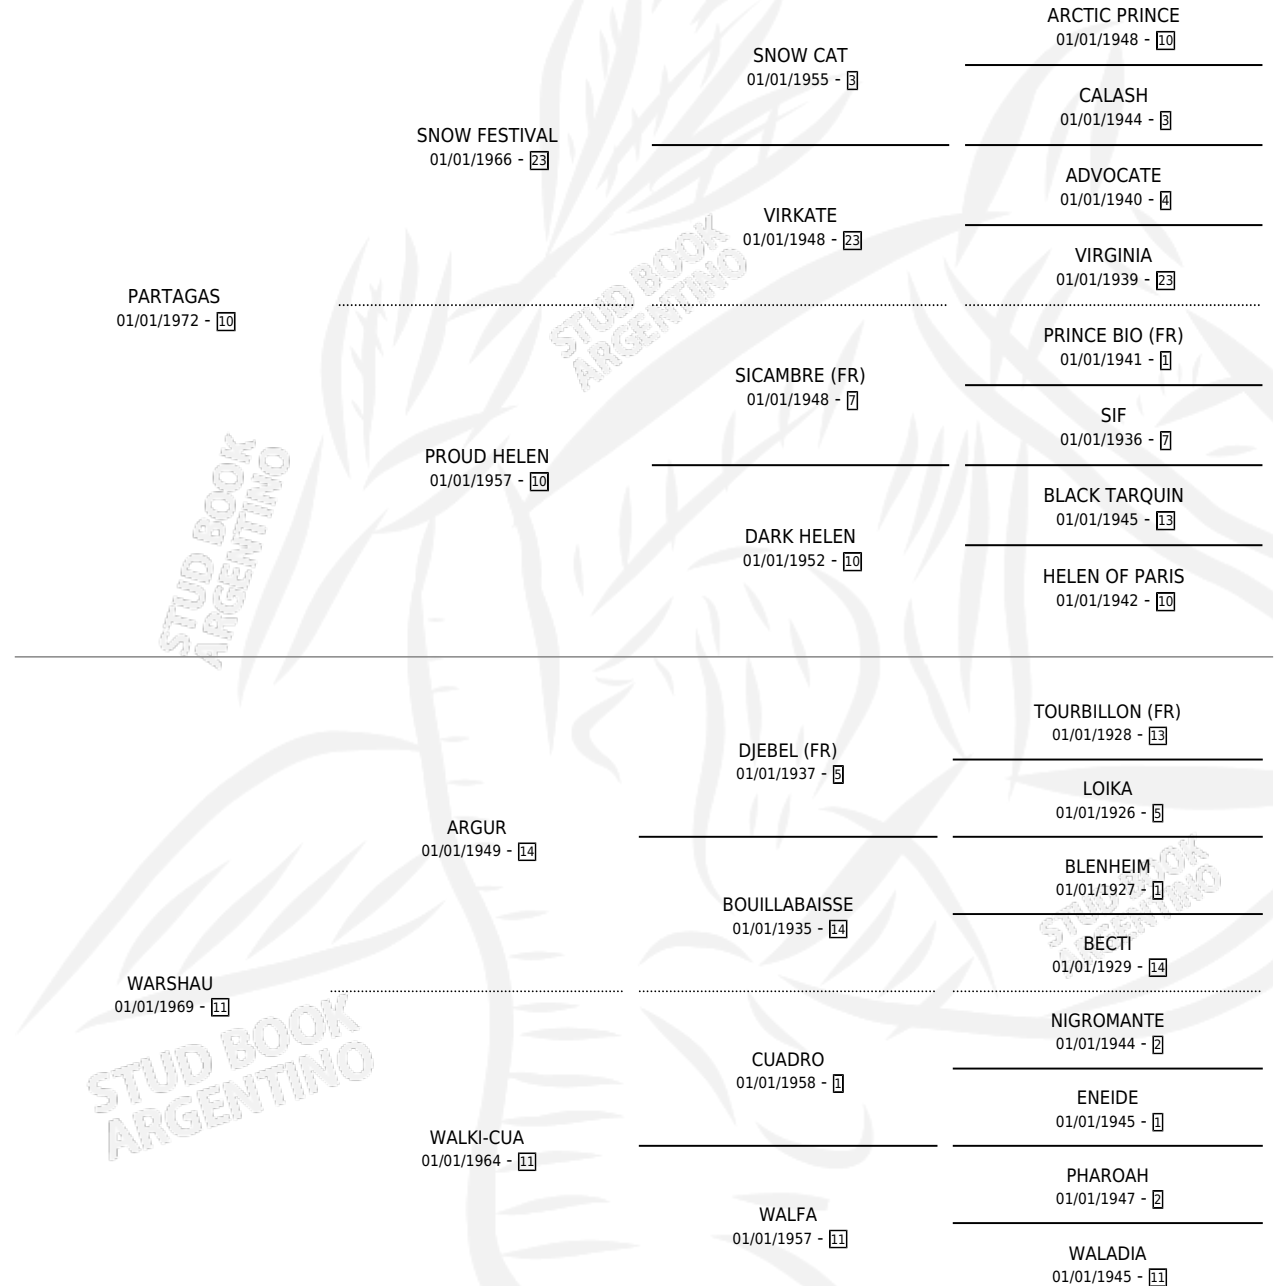 ARCTIC PRINCE
01/01/1948 - 10
SNOW CAT
01/01/1955 - 3
CALASH
01/01/1944 - 3
SNOW FESTIVAL
01/01/1966 - 23
ADVOCATE
01/01/1940 - 4
VIRKATE
01/01/1948 - 23
VIRGINIA
01/01/1939 - 23
PARTAGAS
01/01/1972 - 10
PRINCE BIO (FR)
01/01/1941 - 1
SICAMBRE (FR)
01/01/1948 - 7
SIF
01/01/1936 - 7
PROUD HELEN
01/01/1957 - 10
BLACK TARQUIN
01/01/1945 - 13
DARK HELEN
01/01/1952 - 10
HELEN OF PARIS
01/01/1942 - 10
TOURBILLON (FR)
01/01/1928 - 13
DJEBEL (FR)
01/01/1937 - 5
LOIKA
01/01/1926 - 5
ARGUR
01/01/1949 - 14
BLENHEIM
01/01/1927 - 1
BOUILLABAISSE
01/01/1935 - 14
BECTI
01/01/1929 - 14
WARSHAU
01/01/1969 - 11
NIGROMANTE
01/01/1944 - 2
CUADRO
01/01/1958 - 1
ENEIDE
01/01/1945 - 1
WALKI-CUA
01/01/1964 - 11
PHAROAH
01/01/1947 - 2
WALFA
01/01/1957 - 11
WALADIA
01/01/1945 - 11
STUD BOOK
ARGENTINO
STUD BOOK
ARGENTINO
STUD BOOK
ARGENTINO
STUD BOOK
ARGENTINO